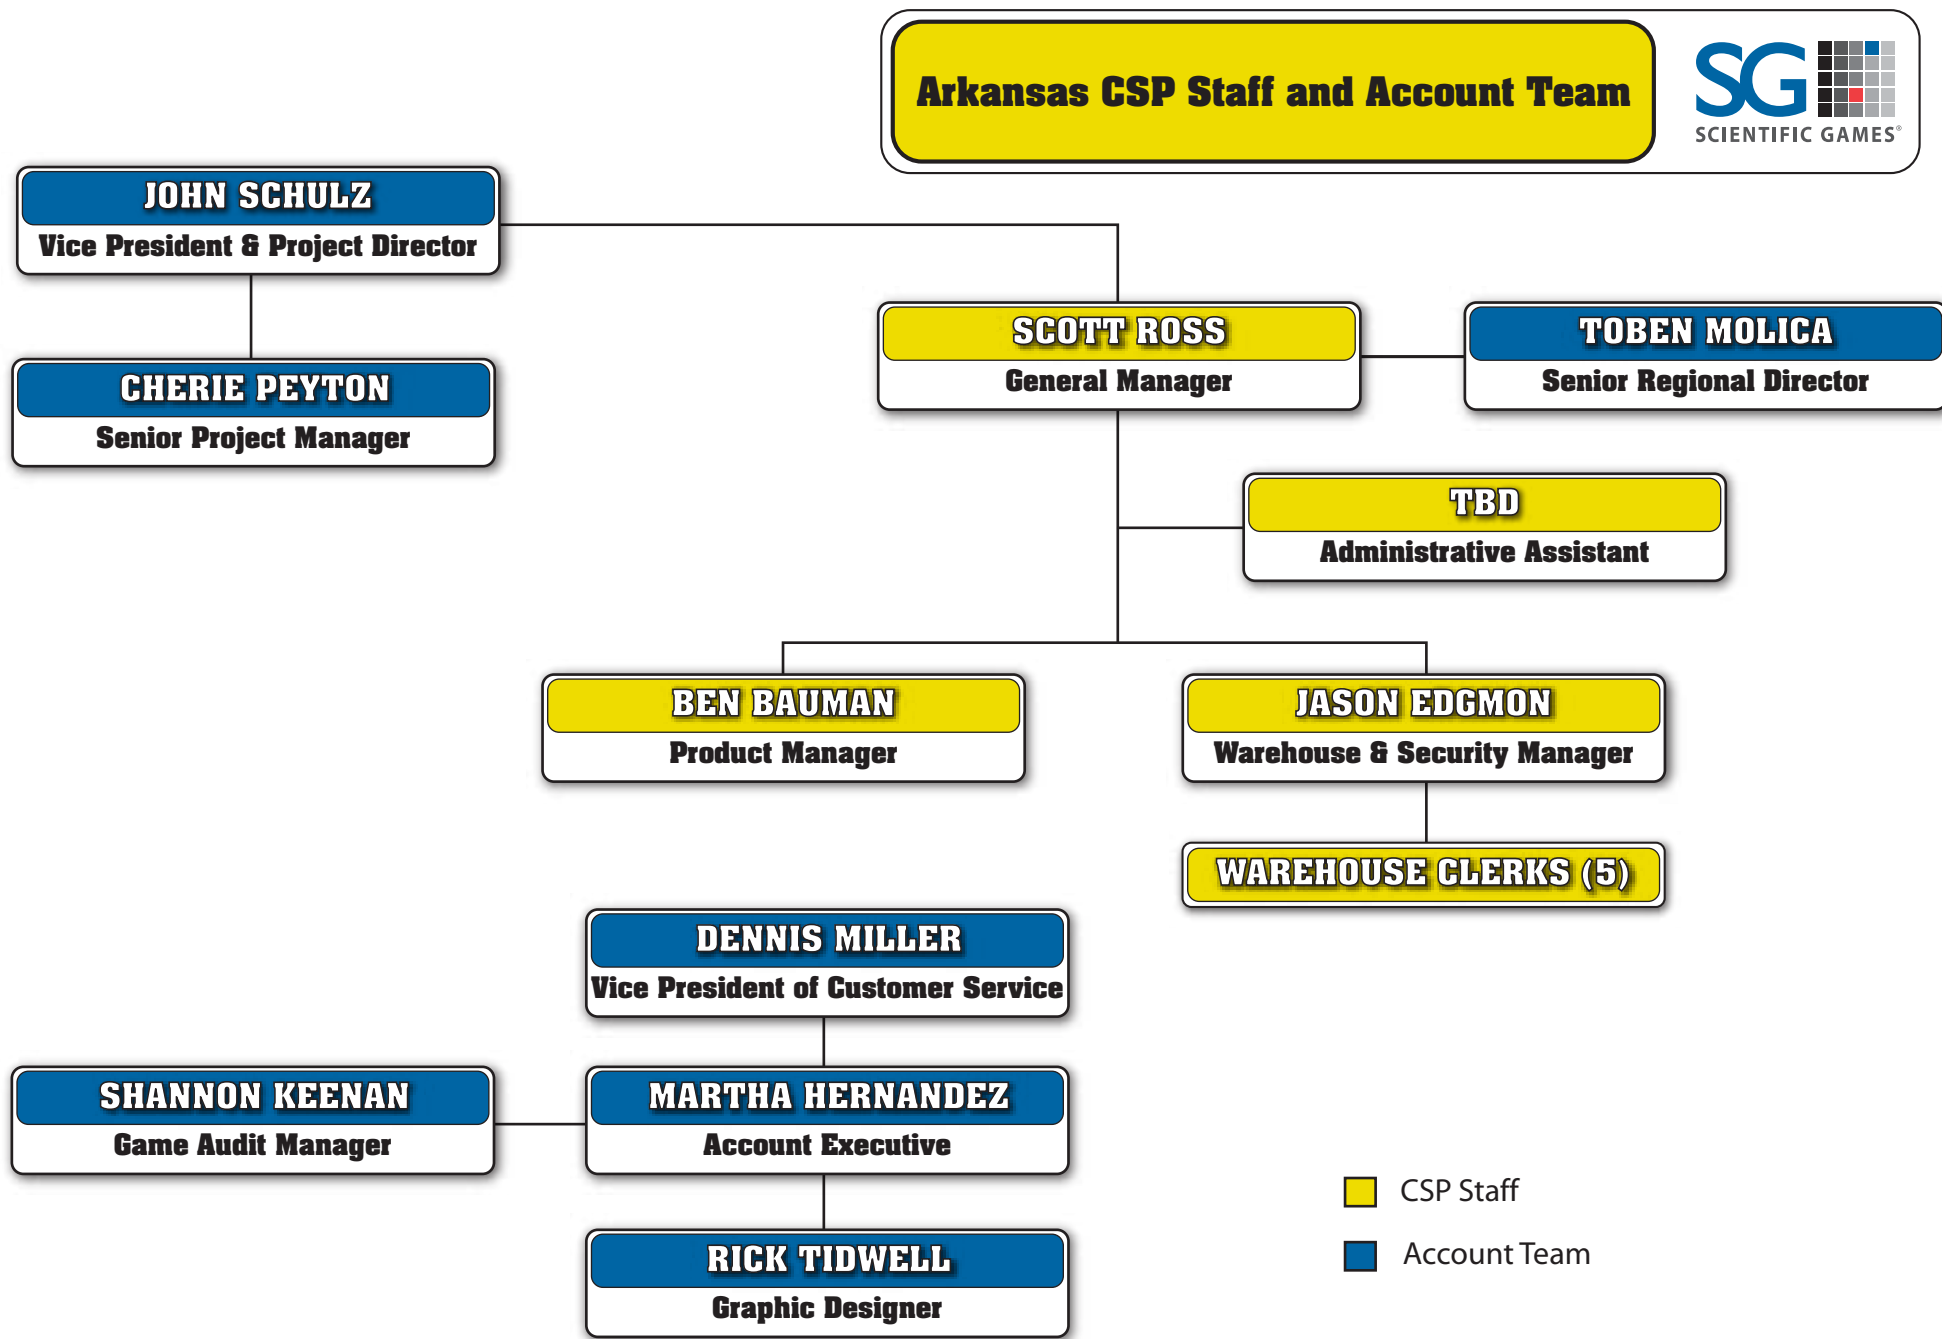 Arkansas CSP Staff and Account Team
SG
SCIENTIFIC GAMES®
JOHN SCHULZ
Vice President & Project Director
CHERIE PEYTON
Senior Project Manager
SCOTT ROSS
General Manager
TOBEN MOLICA
Senior Regional Director
TBD
Administrative Assistant
BEN BAUMAN
Product Manager
JASON EDGMON
Warehouse & Security Manager
WAREHOUSE CLERKS (5)
DENNIS MILLER
Vice President of Customer Service
SHANNON KEENAN
Game Audit Manager
MARTHA HERNANDEZ
Account Executive
RICK TIDWELL
Graphic Designer
CSP Staff
Account Team